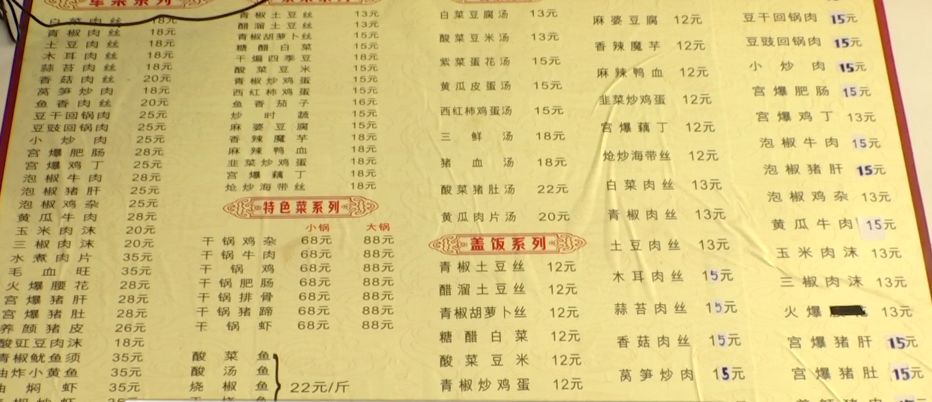 荤菜系列
白菜肉丝 18元
青椒肉丝 18元
土豆肉丝 18元
木耳肉丝 18元
蒜苔肉丝 18元
香菇肉丝 20元
莴笋炒肉 18元
鱼香肉丝 20元
豆干回锅肉 25元
豆豉回锅肉 25元
小炒肉 25元
宫爆肥肠 28元
宫爆鸡丁 25元
泡椒牛肉 28元
泡椒猪肝 25元
泡椒鸡杂 25元
黄瓜牛肉 28元
玉米肉沫 20元
三椒肉沫 20元
水煮肉片 35元
毛血旺 35元
火爆腰花 28元
宫爆猪肝 28元
宫爆猪肚 28元
养颜猪皮 26元
酸豇豆肉沫 18元
青椒鱿鱼须 35元
油炸小黄鱼 35元
油焖虾 35元
青椒土豆丝 13元
醋溜土豆丝 13元
青椒胡萝卜丝 15元
糖醋白菜 15元
干煸四季豆 18元
酸菜豆米 15元
青椒炒鸡蛋 15元
西红柿鸡蛋 15元
鱼香茄子 16元
炒时蔬 15元
麻婆豆腐 15元
香辣魔芋 18元
麻辣鸭血 18元
韭菜炒鸡蛋 18元
宫爆藕丁 18元
炝炒海带丝 18元
特色菜系列
小锅 大锅
干锅鸡杂 68元 88元
干锅牛肉 68元 88元
干锅鸡 68元 88元
干锅肥肠 68元 88元
干锅排骨 68元 88元
干锅猪蹄 68元 88元
干锅虾 68元 88元
酸菜鱼
酸汤鱼
烧椒鱼
22元/斤
白菜豆腐汤 13元
酸菜豆米汤 13元
紫菜蛋花汤 15元
黄瓜皮蛋汤 15元
西红柿鸡蛋汤 15元
三鲜汤 18元
猪血汤 18元
酸菜猪肚汤 22元
黄瓜肉片汤 20元
盖饭系列
青椒土豆丝 12元
醋溜土豆丝 12元
青椒胡萝卜丝 12元
糖醋白菜 12元
酸菜豆米 12元
青椒炒鸡蛋 12元
麻婆豆腐 12元
香辣魔芋 12元
麻辣鸭血 12元
韭菜炒鸡蛋 12元
宫爆藕丁 12元
炝炒海带丝 12元
白菜肉丝 13元
青椒肉丝 13元
土豆肉丝 13元
木耳肉丝 15元
蒜苔肉丝 15元
香菇肉丝 15元
莴笋炒肉 15元
豆干回锅肉 15元
豆豉回锅肉 15元
小炒肉 15元
宫爆肥肠 15元
宫爆鸡丁 13元
泡椒牛肉 15元
泡椒猪肝 15元
泡椒鸡杂 13元
黄瓜牛肉 15元
玉米肉沫 13元
三椒肉沫 13元
火爆 13元
宫爆猪肝 15元
宫爆猪肚 15元